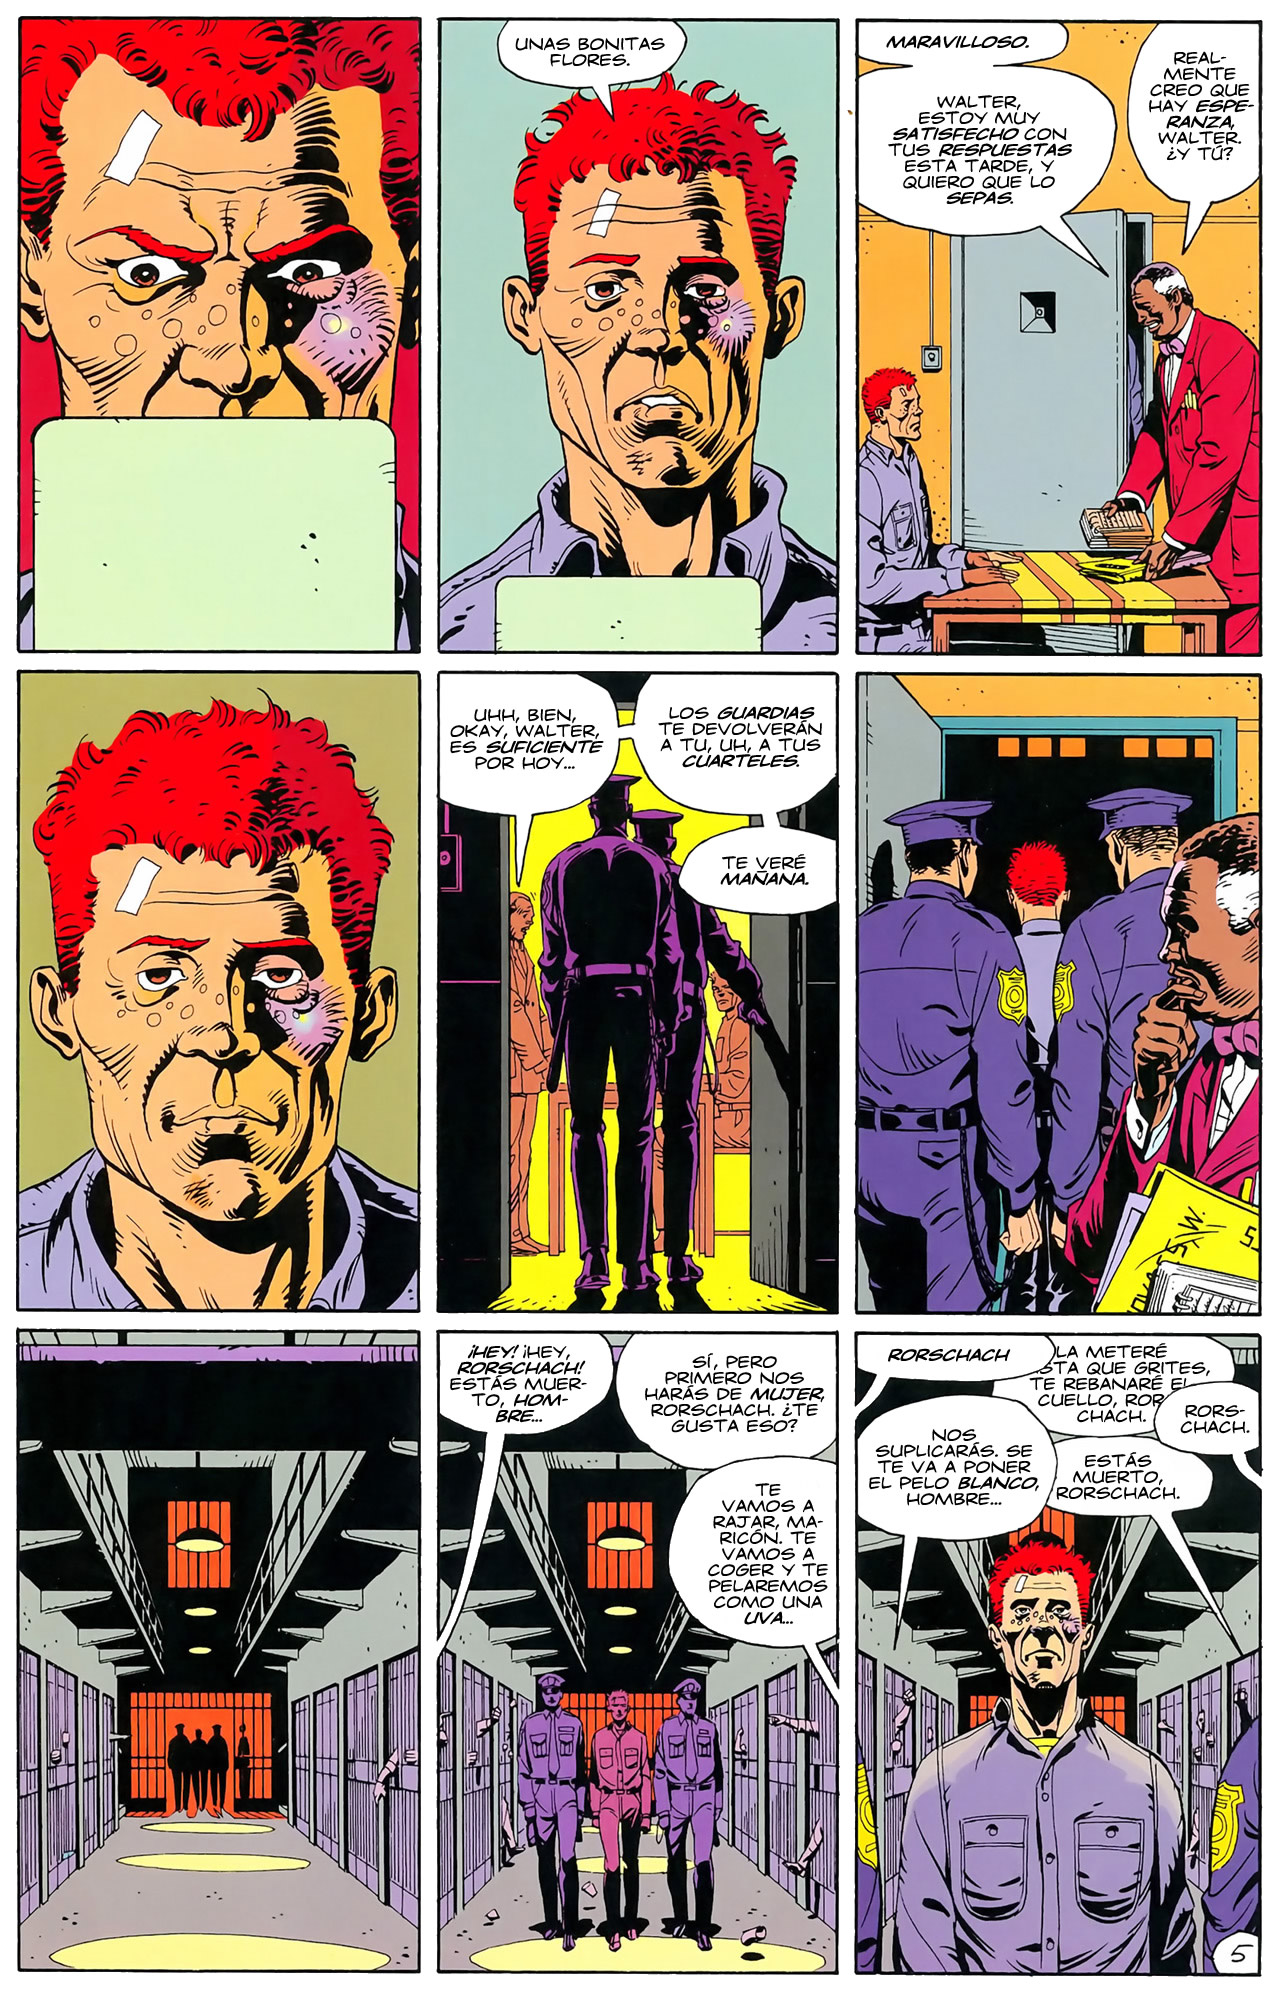 UNAS BONITAS
FLORES.
MARAVILLOSO.
WALTER,
ESTOY MUY
SATISFECHO CON
TUS RESPUESTAS
ESTA TARDE, Y
QUIERO QUE LO
SEPAS.
REAL-
MENTE
CREO QUE
HAY ESPE-
RANZA,
WALTER.
¿Y TÚ?
UHH, BIEN,
OKAY, WALTER,
ES SUFICIENTE
POR HOY...
LOS GUARDIAS
TE DEVOLVERÁN
A TU, UH, A TUS
CUARTELES.
TE VERÉ
MAÑANA.
¡HEY! ¡HEY,
RORSCHACH!
ESTÁS MUER-
TO, HOM-
BRE...
SÍ, PERO
PRIMERO NOS
HARÁS DE MUJER,
RORSCHACH. ¿TE
GUSTA ESO?
TE
VAMOS A
RAJAR, MA-
RICÓN. TE
VAMOS A
COGER Y TE
PELAREMOS
COMO UNA
UVA...
RORSCHACH
LA METERÉ
STA QUE GRITES,
TE REBANARÉ EL
CUELLO, ROR
CHACH.
RORS-
CHACH.
NOS
SUPLICARÁS. SE
TE VA A PONER
EL PELO BLANCO,
HOMBRE...
ESTÁS
MUERTO,
RORSCHACH.
5